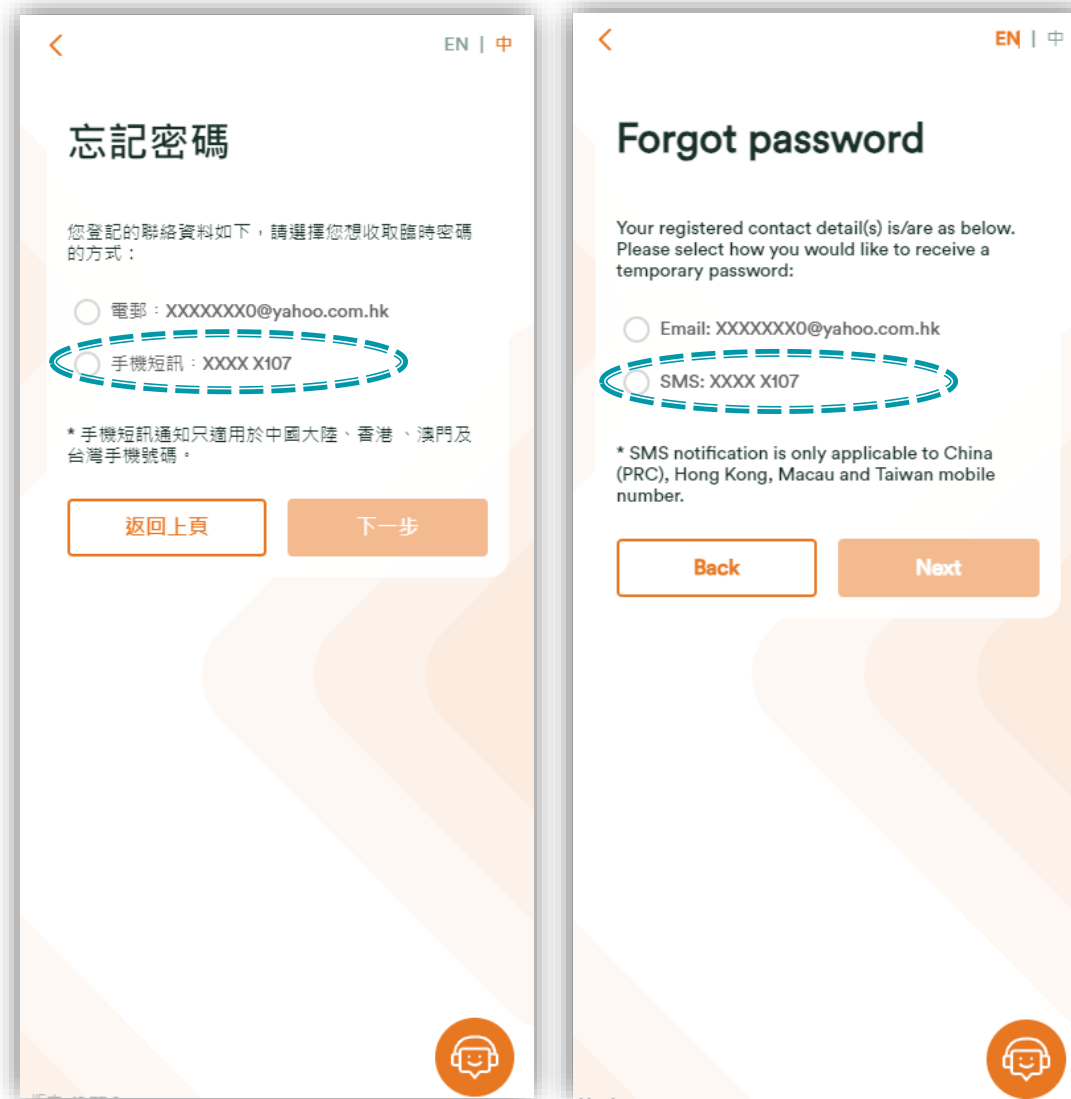 EN | 中
忘記密碼
您登記的聯絡資料如下，請選擇您想收取臨時密碼
的方式：
電郵：XXXXXXX0@yahoo.com.hk
手機短訊：XXXX X107
* 手機短訊通知只適用於中國大陸、香港 、澳門及
台灣手機號碼。
返回上頁
下一步
EN | 中
Forgot password
Your registered contact detail(s) is/are as below.
Please select how you would like to receive a
temporary password:
Email: XXXXXXX0@yahoo.com.hk
SMS: XXXX X107
* SMS notification is only applicable to China
(PRC), Hong Kong, Macau and Taiwan mobile
number.
Back
Next